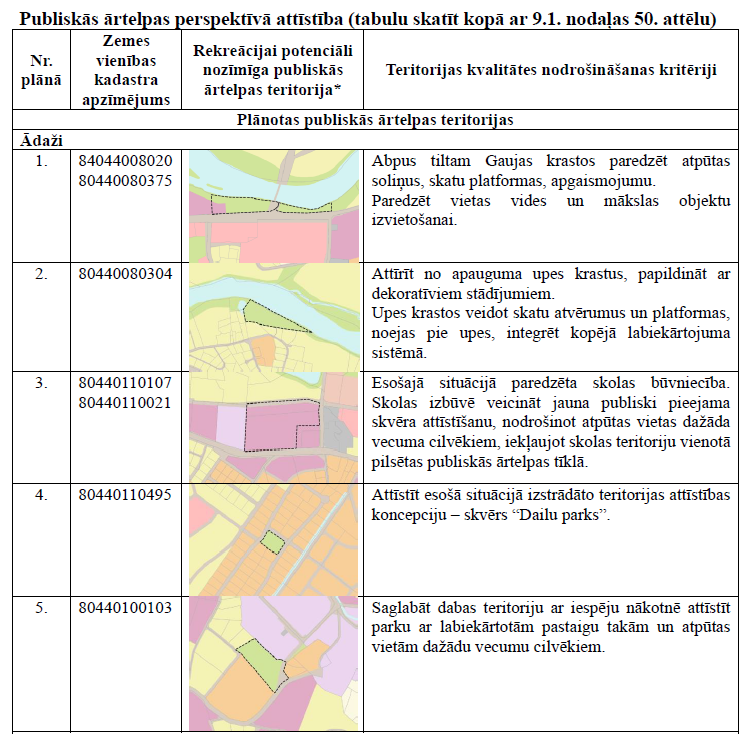 Publiskās ārtelpas perspektīvā attīstība (tabulu skatīt kopā ar 9.1. nodaļas 50. attēlu)
Nr. plānā
Zemes vienības kadastra apzīmējums
Rekreācijai potenciāli nozīmīga publiskās ārtelpas teritorija*
Teritorijas kvalitātes nodrošināšanas kritēriji
Plānotas publiskās ārtelpas teritorijas
Ādaži
1.
84044008020
80440080375
Abpus tiltam Gaujas krastos paredzēt atpūtas
soliņus, skatu platformas, apgaismojumu.
Paredzēt vietas vides un mākslas objektu
izvietošanai.
2.
80440080304
Attīrīt no apauguma upes krastus, papildināt ar
dekoratīviem stādījumiem.
Upes krastos veidot skatu atvērumus un platformas,
noejas pie upes, integrēt kopējā labiekārtojuma
sistēmā.
3.
80440110107
80440110021
Esošajā situācijā paredzēta skolas būvniecība.
Skolas izbūvē veicināt jauna publiski pieejama
skvēra attīstīšanu, nodrošinot atpūtas vietas dažāda
vecuma cilvēkiem, iekļaujot skolas teritoriju vienotā
pilsētas publiskās ārtelpas tīklā.
4.
80440110495
Attīstīt esošā situācijā izstrādāto teritorijas attīstības
koncepciju – skvērs “Dailu parks”.
5.
80440100103
Saglabāt dabas teritoriju ar iespēju nākotnē attīstīt
parku ar labiekārtotām pastaigu takām un atpūtas
vietām dažādu vecumu cilvēkiem.